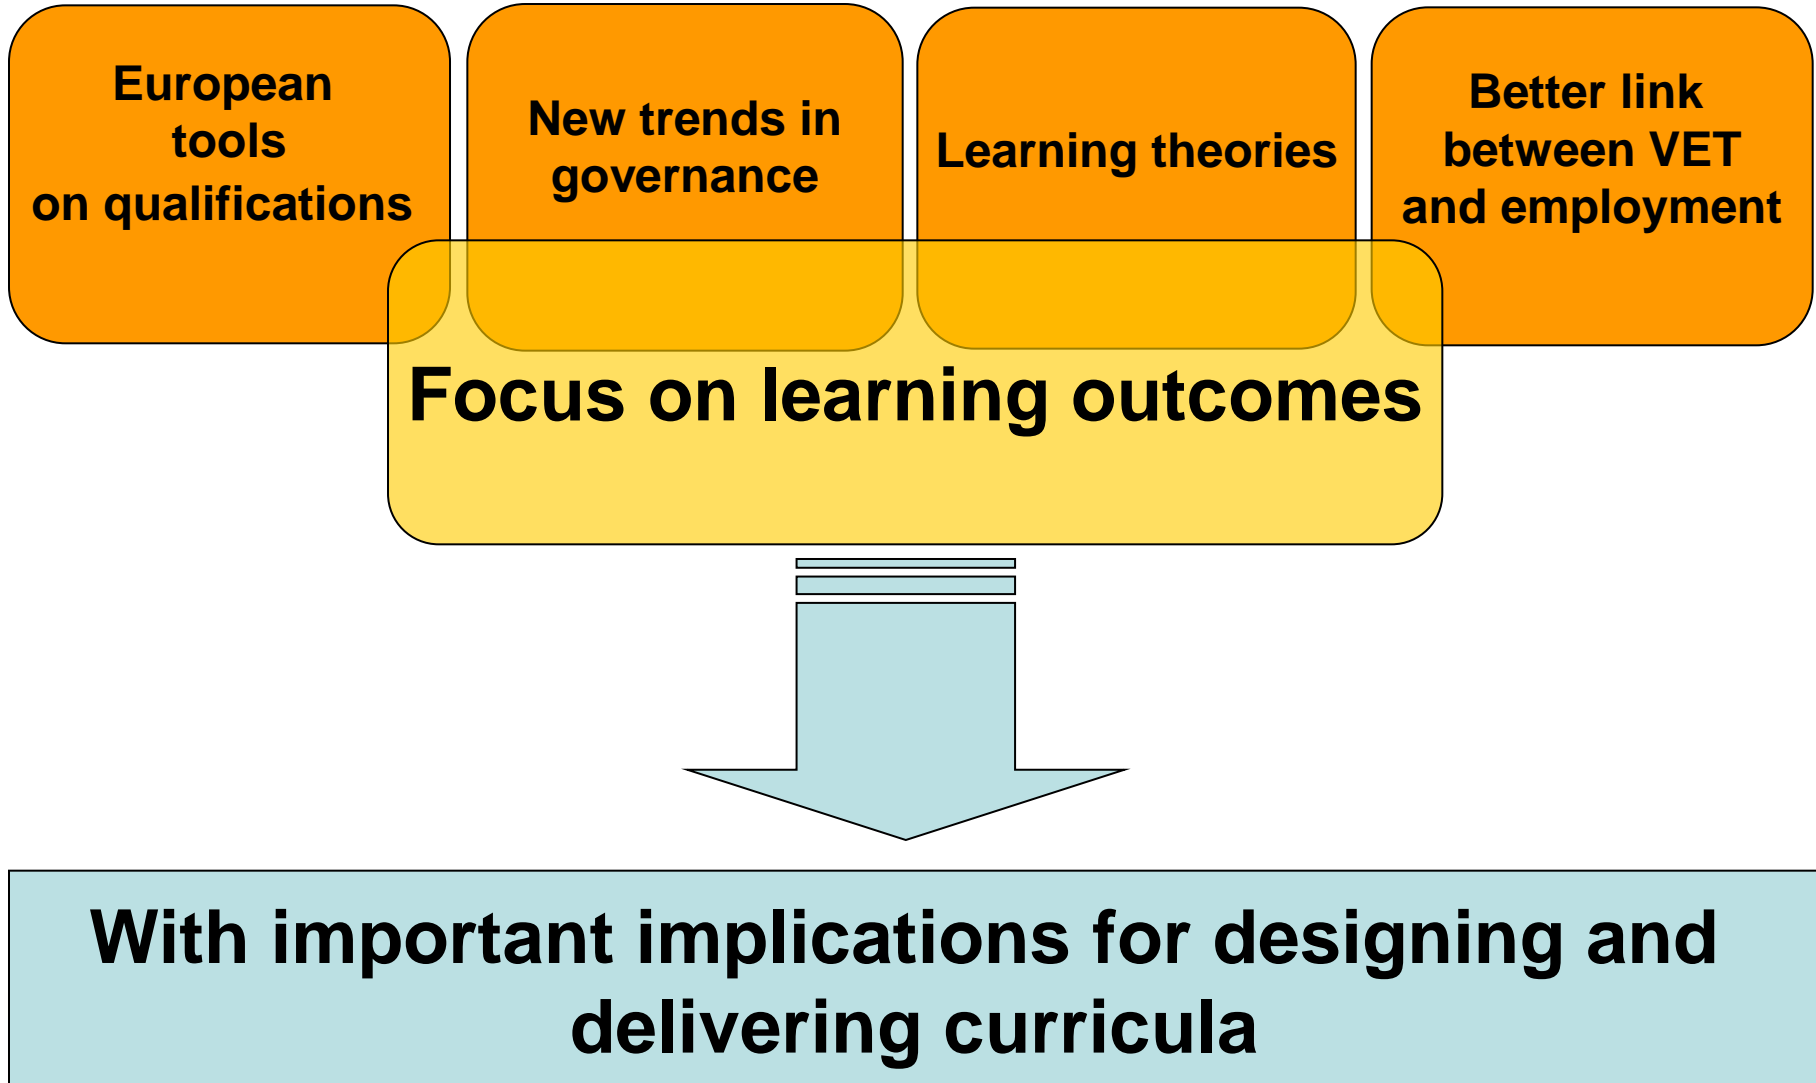 European
tools
on qualifications
New trends in
governance
Learning theories
Better link
between VET
and employment
Focus on learning outcomes
With important implications for designing and
delivering curricula